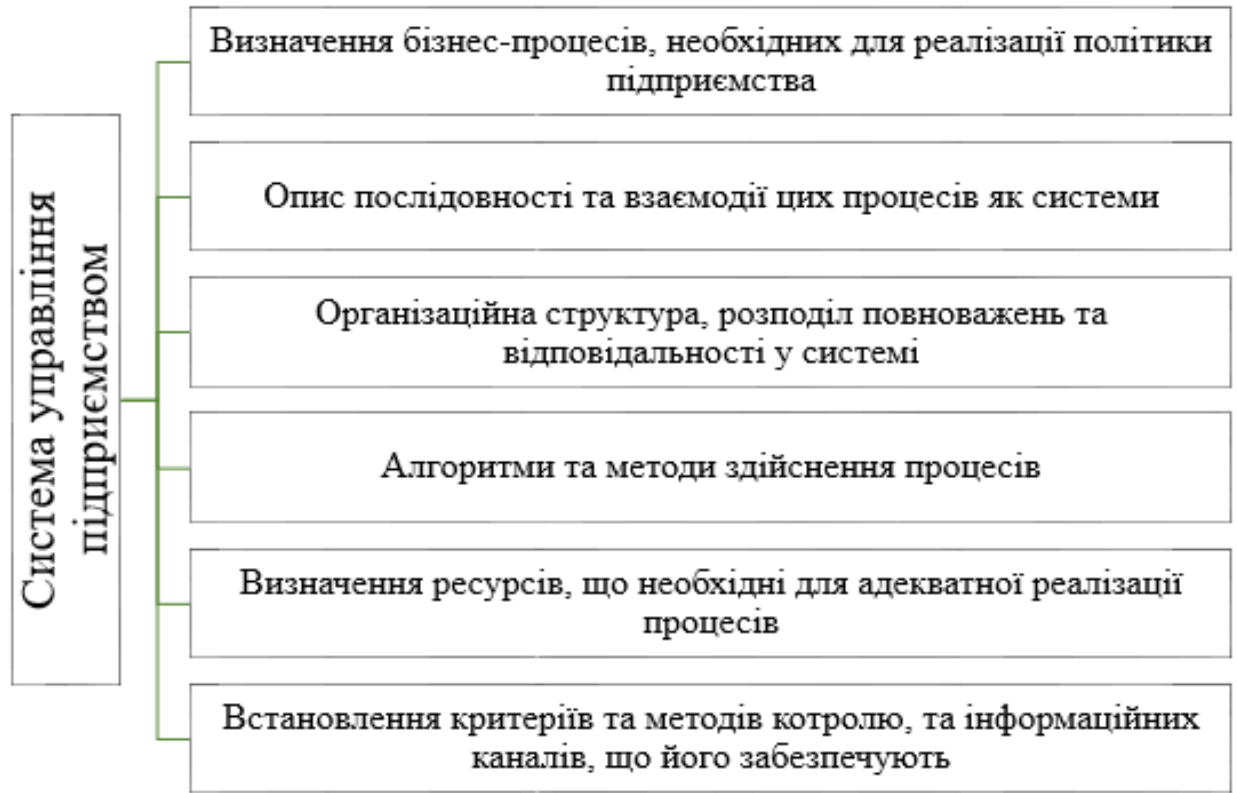 Система управління
підприємством
Визначення бізнес-процесів, необхідних для реалізації політики
підприємства
Опис послідовності та взаємодії цих процесів як системи
Організаційна структура, розподіл повноважень та
відповідальності у системі
Алгоритми та методи здійснення процесів
Визначення ресурсів, що необхідні для адекватної реалізації
процесів
Встановлення критеріїв та методів котролю, та інформаційних
каналів, що його забезпечують